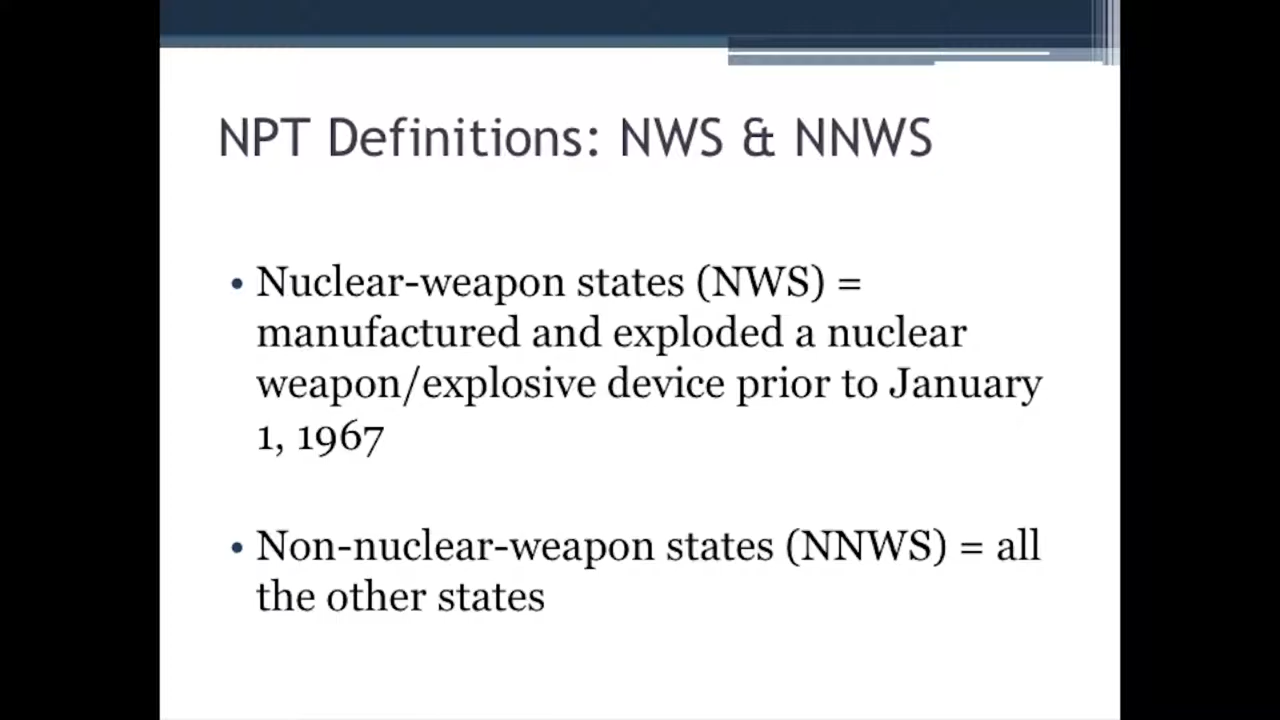 NPT Definitions: NWS & NNWS
• Nuclear-weapon states (NWS) =
manufactured and exploded a nuclear
weapon/explosive device prior to January
1, 1967
• Non-nuclear-weapon states (NNWS) = all
the other states